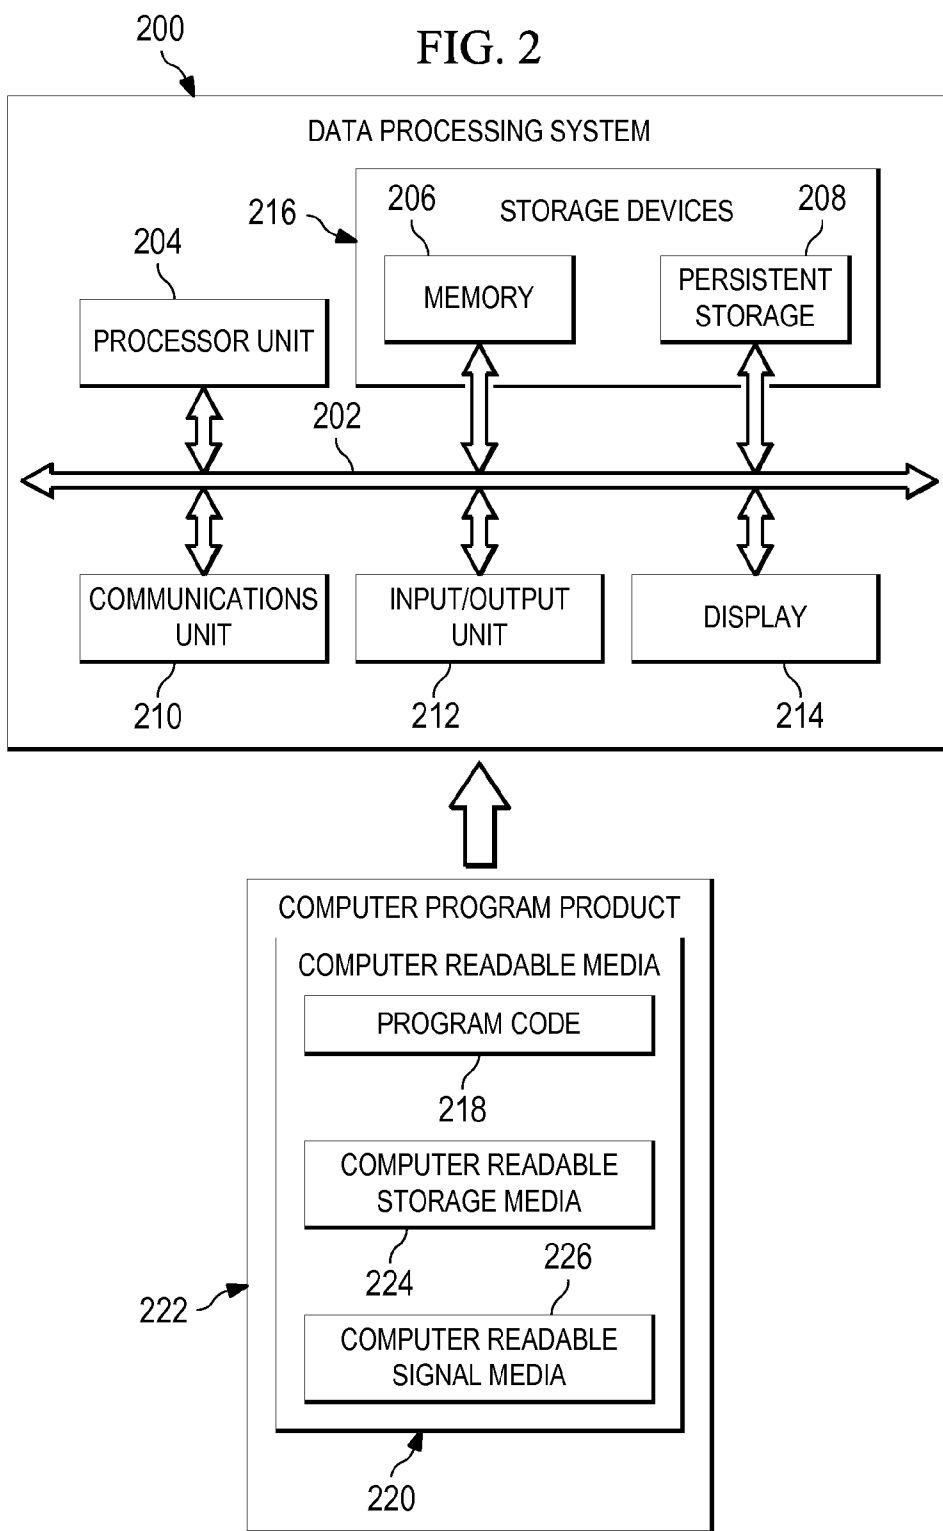 FIG. 2
200
DATA PROCESSING SYSTEM
216
206
STORAGE DEVICES
208
204
MEMORY
PERSISTENT
STORAGE
PROCESSOR UNIT
202
COMMUNICATIONS
UNIT
INPUT/OUTPUT
UNIT
DISPLAY
210
212
214
COMPUTER PROGRAM PRODUCT
COMPUTER READABLE MEDIA
PROGRAM CODE
218
COMPUTER READABLE
STORAGE MEDIA
224
226
222
COMPUTER READABLE
SIGNAL MEDIA
220